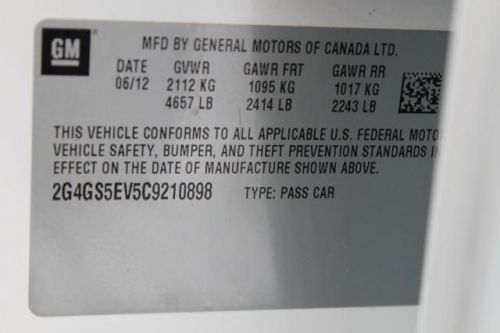 GM
MFD BY GENERAL MOTORS OF CANADA LTD.
DATE GVWR GAWR FRT GAWR RR
06/12 2112 KG 1095 KG 1017 KG
4657 LB 2414 LB 2243 LB
THIS VEHICLE CONFORMS TO ALL APPLICABLE U.S. FEDERAL MOTO
VEHICLE SAFETY, BUMPER, AND THEFT PREVENTION STANDARDS IN
EFFECT ON THE DATE OF MANUFACTURE SHOWN ABOVE.
2G4GS5EV5C9210898 TYPE: PASS CAR